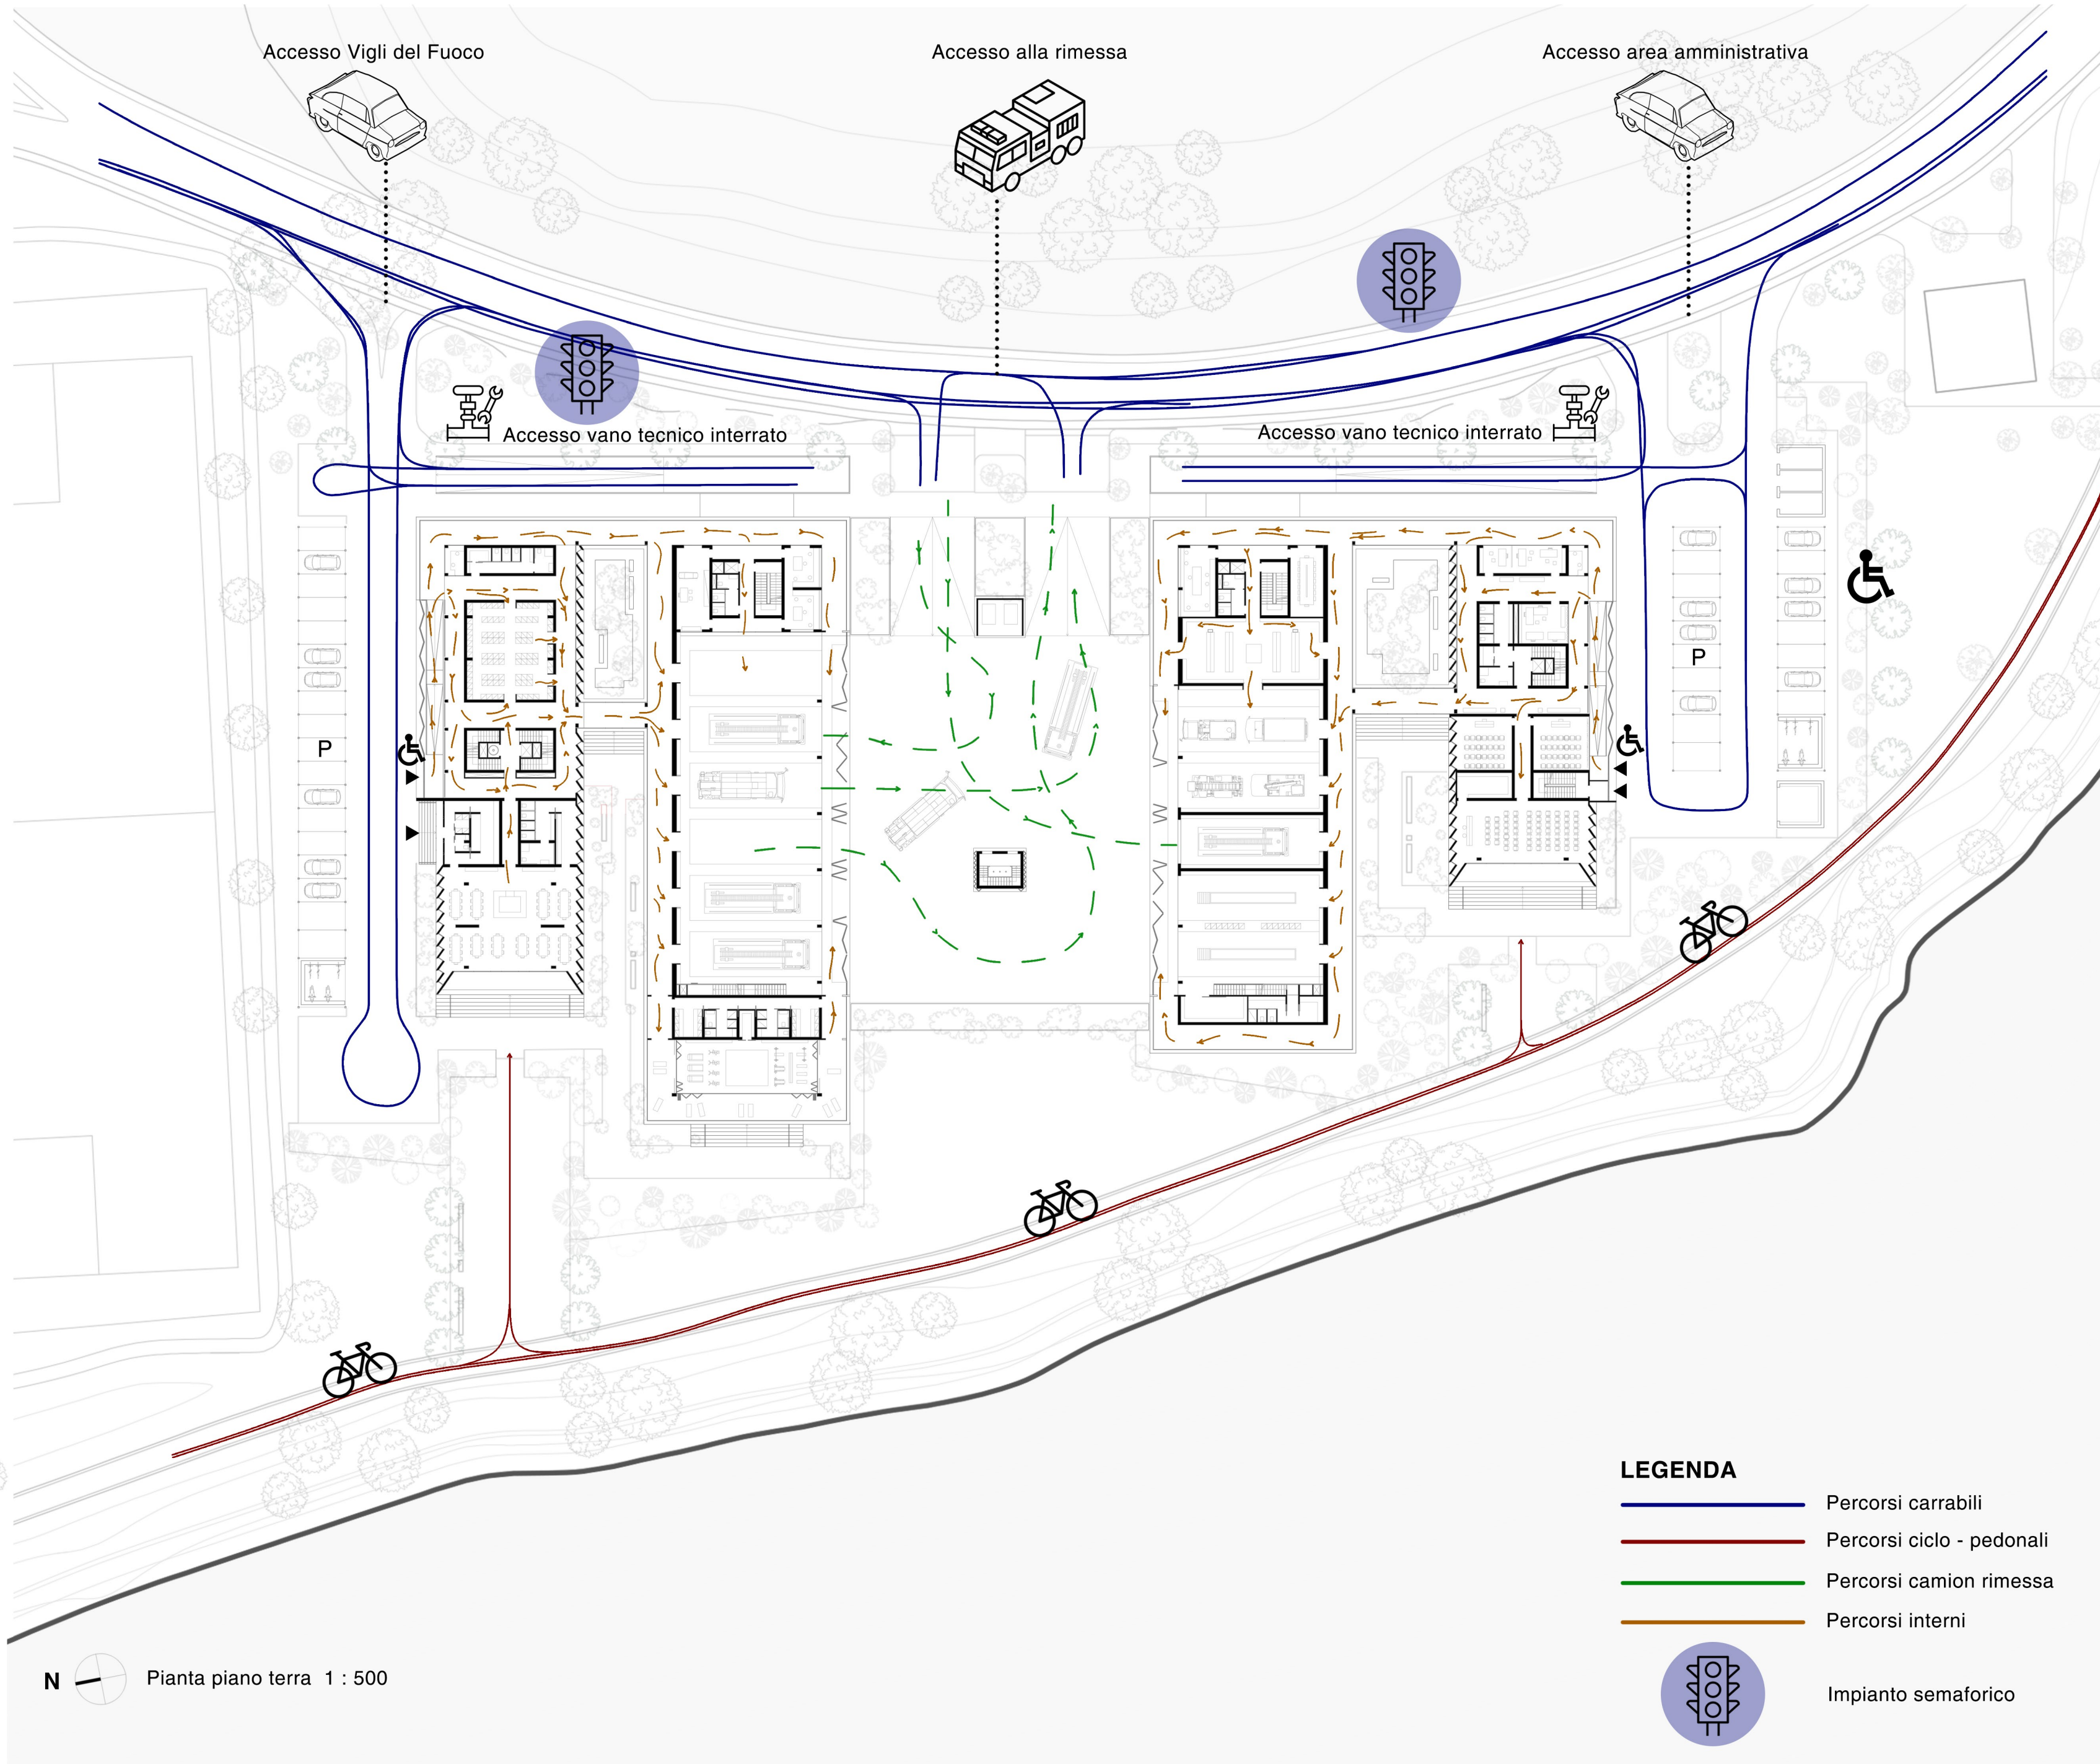 Accesso Vigli del Fuoco
Accesso alla rimessa
Accesso area amministrativa
Accesso vano tecnico interrato
Accesso vano tecnico interrato
P
P
LEGENDA
Percorsi carrabili
Percorsi ciclo - pedonali
Percorsi camion rimessa
Percorsi interni
Impianto semaforico
N
Pianta piano terra 1 : 500